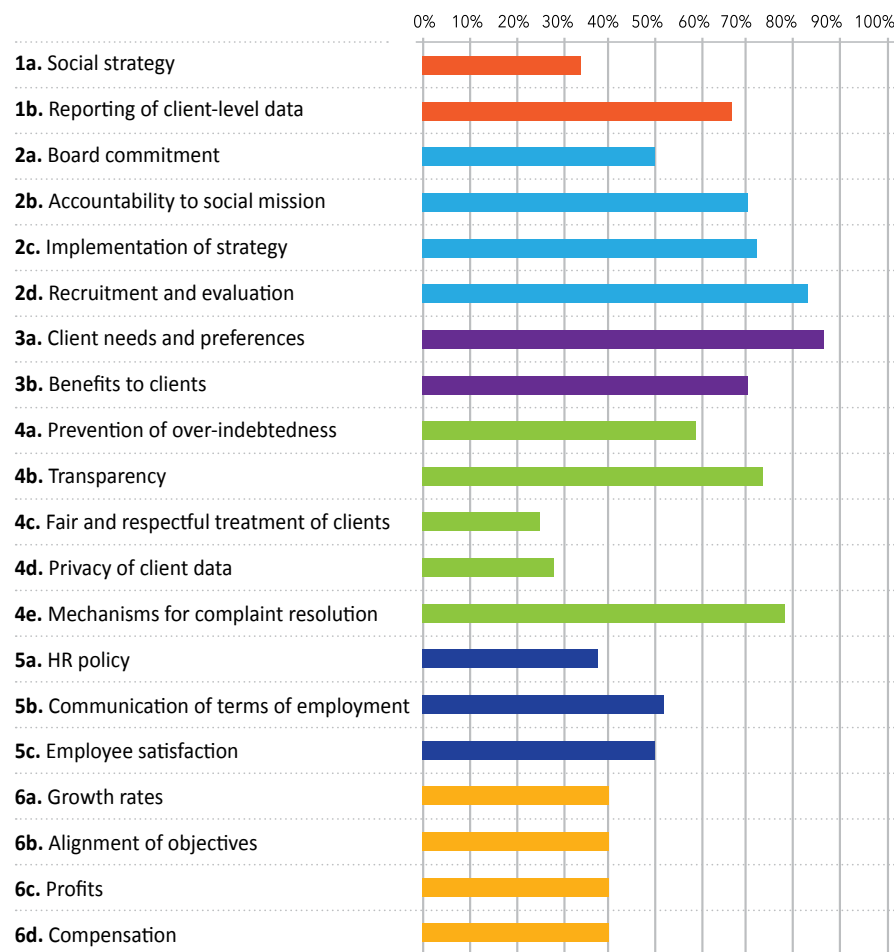 0% 10% 20% 30% 40% 50% 60% 70% 80% 90% 100%
1a. Social strategy
1b. Reporting of client-level data
2a. Board commitment
2b. Accountability to social mission
2c. Implementation of strategy
2d. Recruitment and evaluation
3a. Client needs and preferences
3b. Benefits to clients
4a. Prevention of over-indebtedness
4b. Transparency
4c. Fair and respectful treatment of clients
4d. Privacy of client data
4e. Mechanisms for complaint resolution
5a. HR policy
5b. Communication of terms of employment
5c. Employee satisfaction
6a. Growth rates
6b. Alignment of objectives
6c. Profits
6d. Compensation